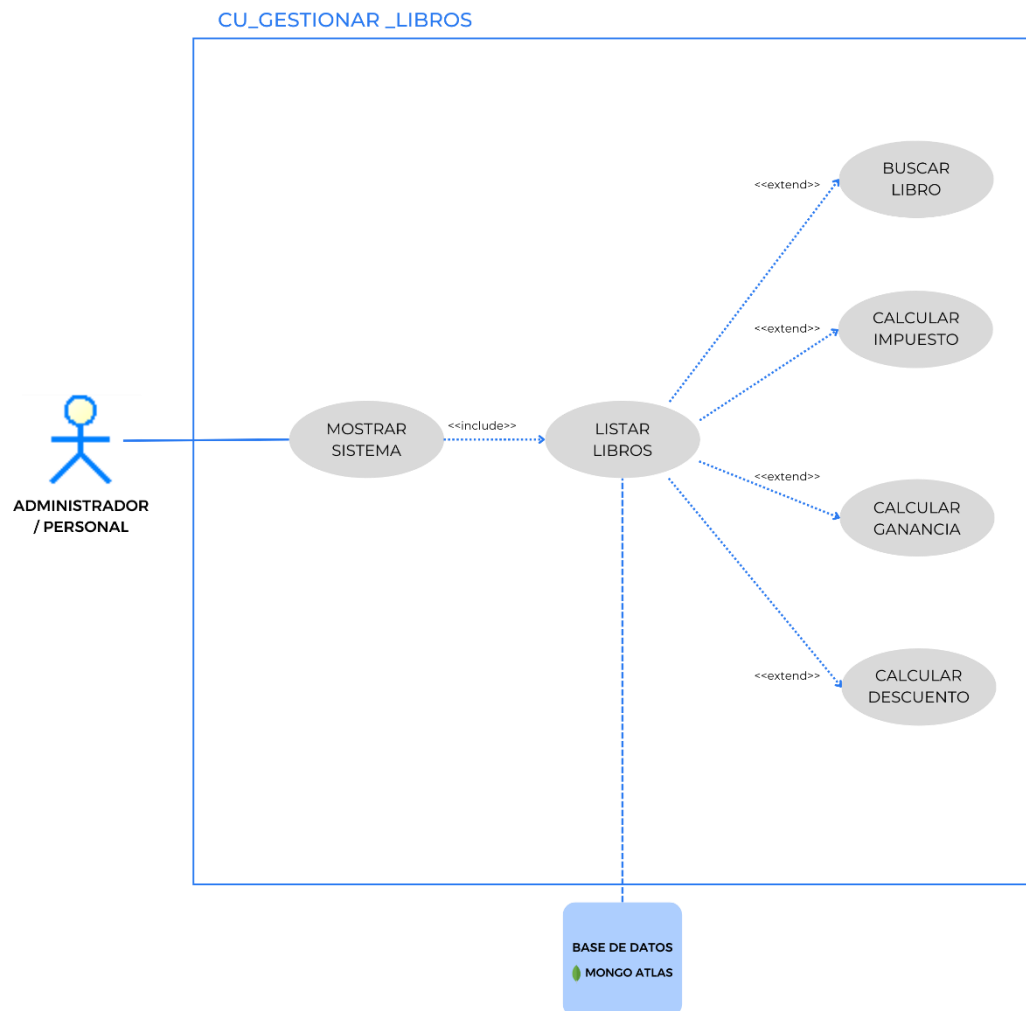 CU_GESTIONAR _LIBROS
BUSCAR
LIBRO
<<extend>>
CALCULAR
IMPUESTO
<<extend>>
ADMINISTRADOR
/ PERSONAL
MOSTRAR
SISTEMA
<<include>>
LISTAR
LIBROS
<<extend>>
CALCULAR
GANANCIA
<<extend>>
CALCULAR
DESCUENTO
BASE DE DATOS
MONGO ATLAS